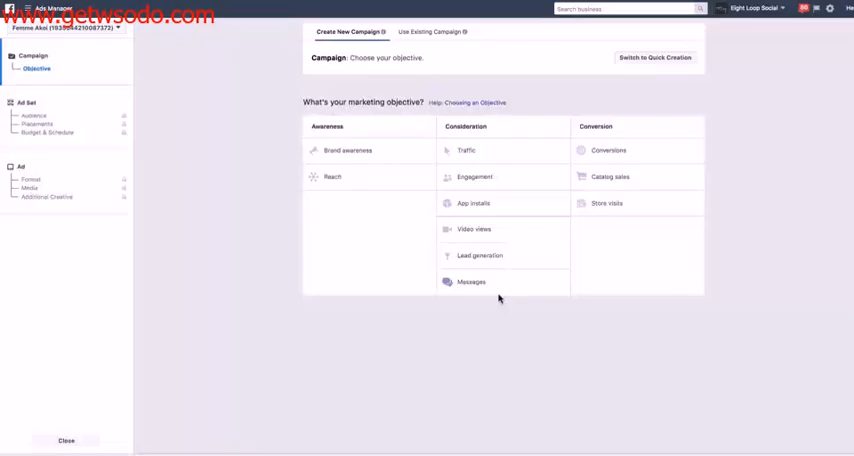 www.getwsodo.com
Ads Manager
Search business
Eight Loop Social
Create New Campaign
Use Existing Campaign
Campaign
Objective
Campaign: Choose your objective.
Switch to Quick Creation
Ad Set
Audience
Placements
Budget & Schedule
What's your marketing objective? Help: Choosing an Objective
Awareness
Consideration
Conversion
Brand awareness
Traffic
Conversions
Reach
Engagement
Catalog sales
App installs
Store visits
Video views
Lead generation
Messages
Ad
Format
Media
Additional Creative
Close